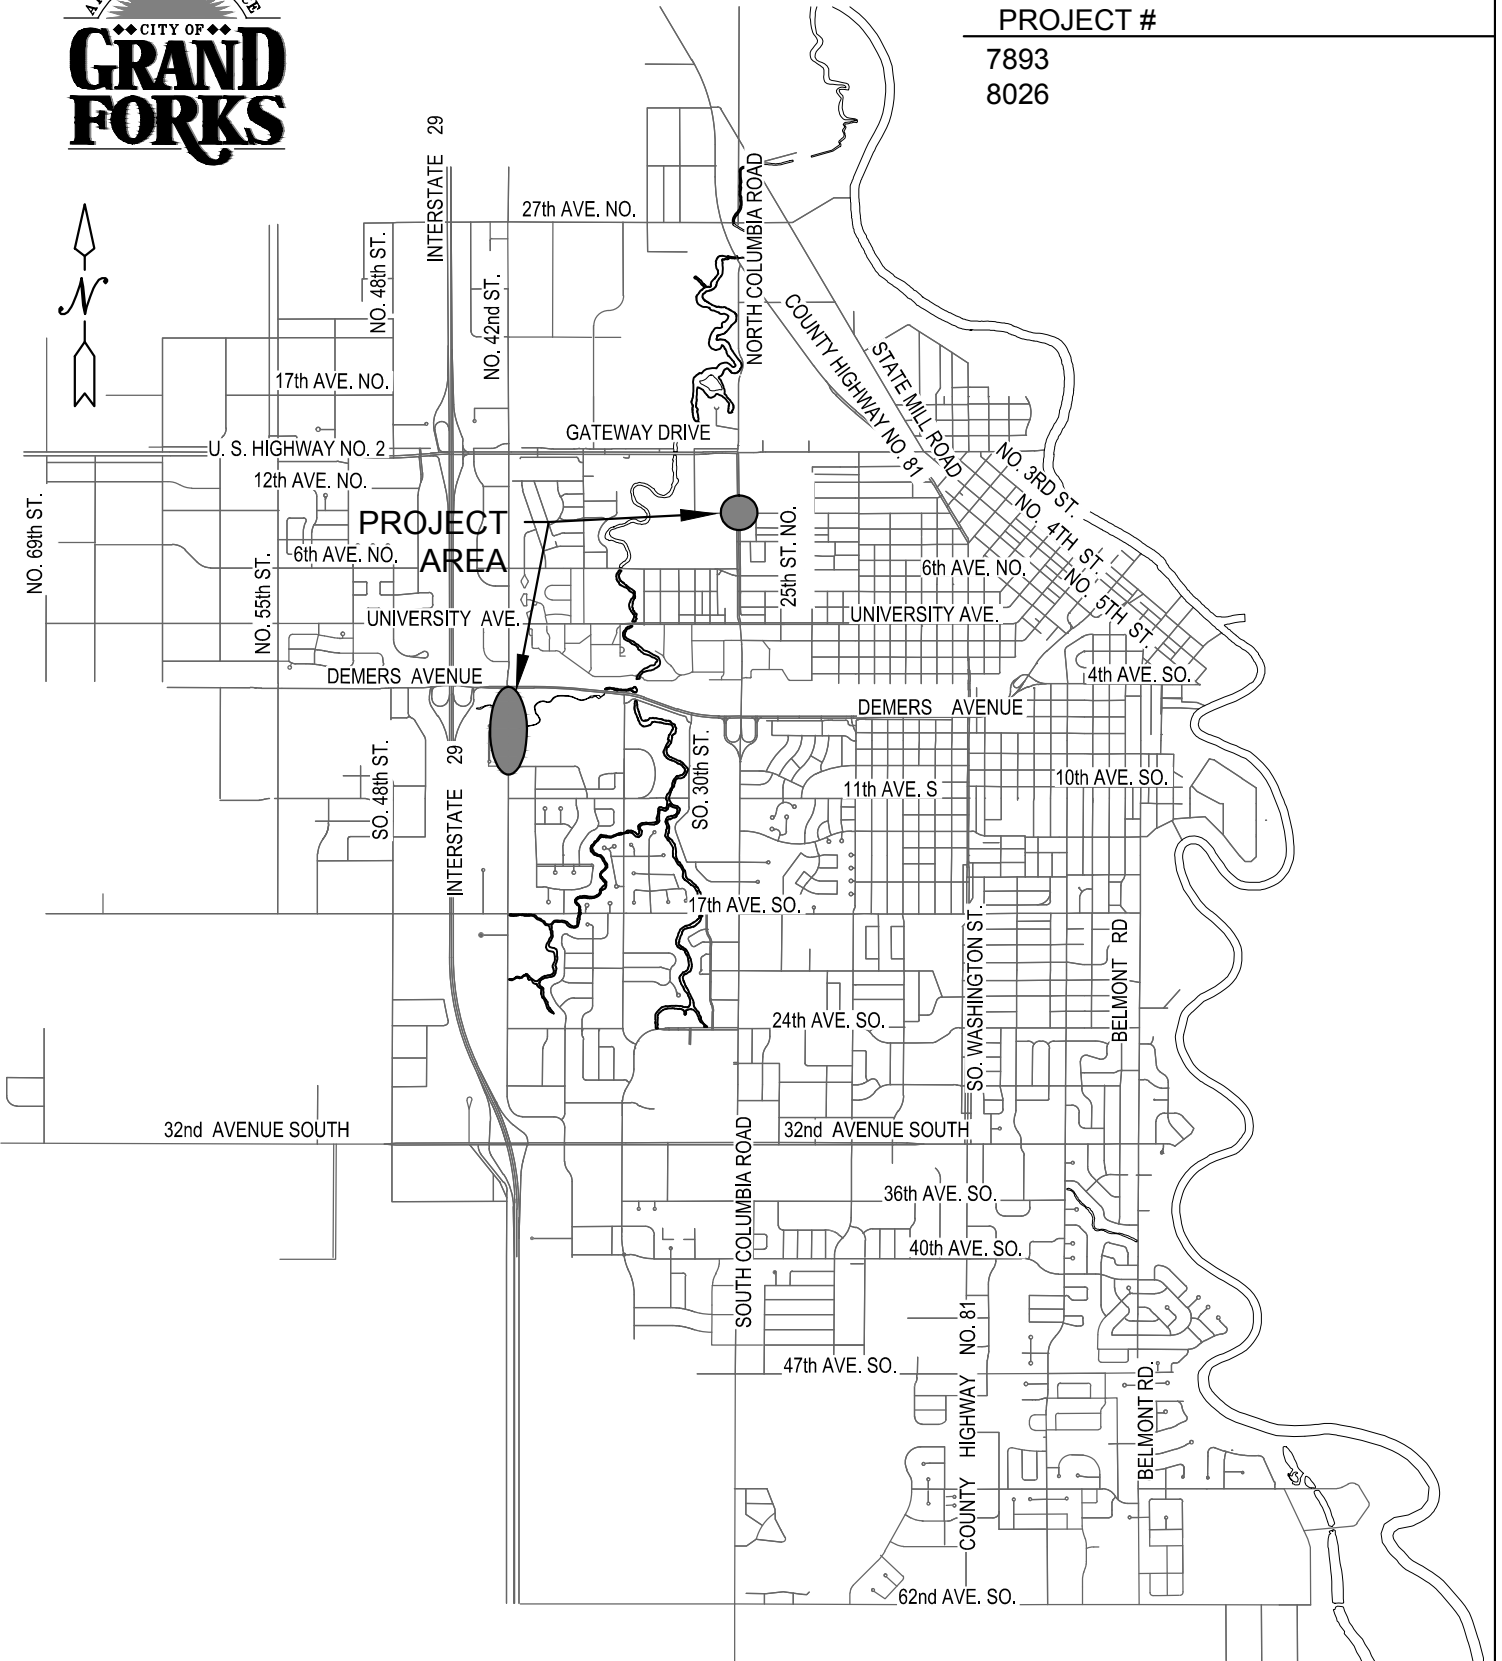 CITY OF
GRAND
FORKS
PROJECT #
7893
8026
N
INTERSTATE 29
27th AVE. NO.
NORTH COLUMBIA ROAD
NO. 48th ST.
NO. 42nd ST.
COUNTY HIGHWAY NO. 81
STATE MILL ROAD
17th AVE. NO.
GATEWAY DRIVE
U. S. HIGHWAY NO. 2
12th AVE. NO.
NO. 3RD ST.
NO. 4TH ST.
NO. 5TH ST.
NO. 69th ST.
PROJECT
AREA
25th ST. NO.
6th AVE. NO.
6th AVE. NO.
NO. 55th ST.
UNIVERSITY AVE.
UNIVERSITY AVE.
DEMERS AVENUE
4th AVE. SO.
DEMERS AVENUE
SO. 48th ST.
INTERSTATE 29
SO. 30th ST.
11th AVE. S
10th AVE. SO.
17th AVE. SO.
SO. WASHINGTON ST.
BELMONT RD
24th AVE. SO.
32nd AVENUE SOUTH
32nd AVENUE SOUTH
SOUTH COLUMBIA ROAD
36th AVE. SO.
40th AVE. SO.
COUNTY HIGHWAY NO. 81
47th AVE. SO.
BELMONT RD.
62nd AVE. SO.